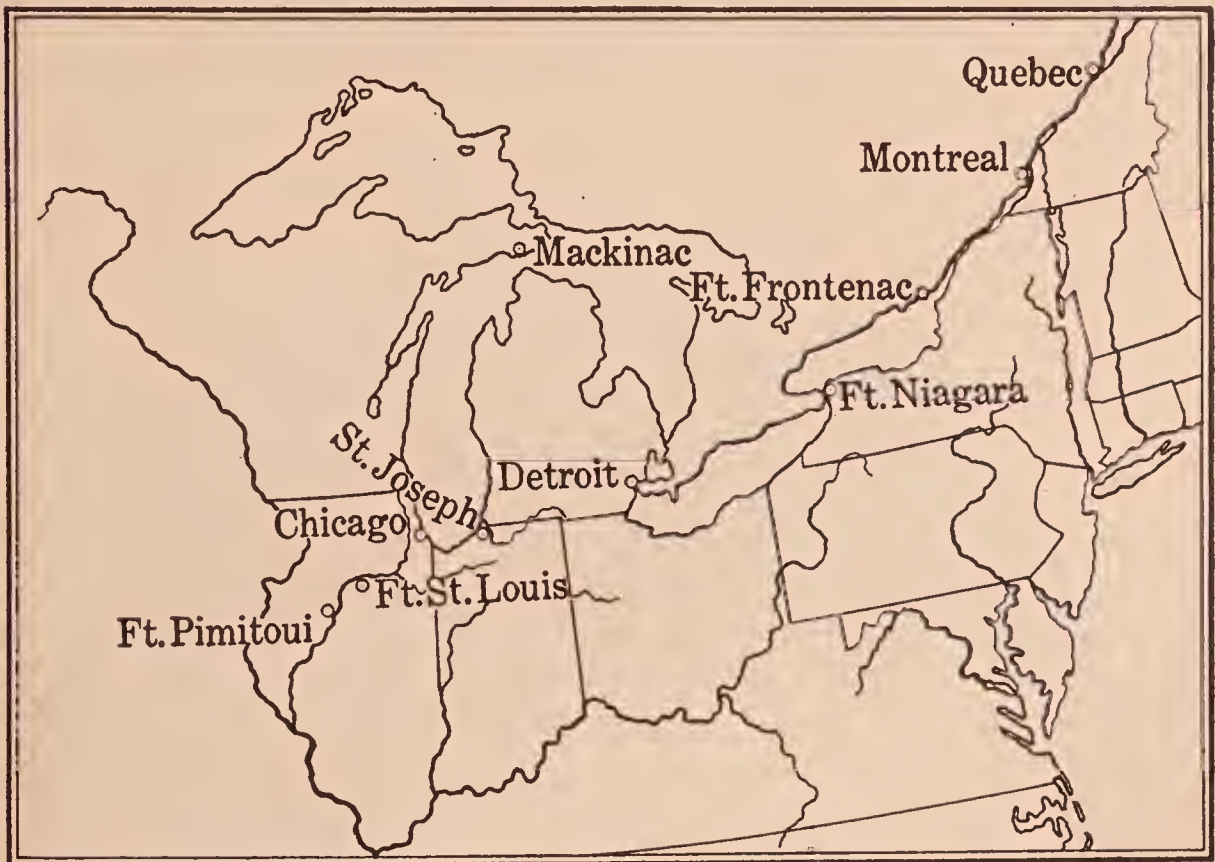 Quebec
Montreal
Mackinac
Ft. Frontenac
Ft. Niagara
St. Joseph
Detroit
Chicago
Ft. St. Louis
Ft. Pimitoui